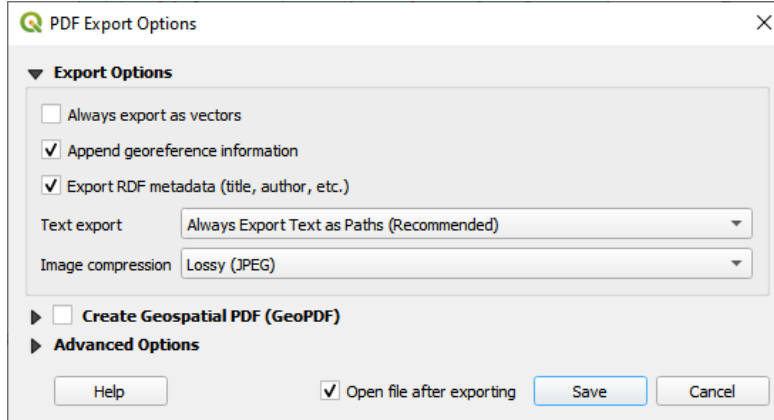 PDF Export Options
Export Options
Always export as vectors
Append georeference information
Export RDF metadata (title, author, etc.)
Text export Always Export Text as Paths (Recommended)
Image compression Lossy (JPEG)
Create Geospatial PDF (GeoPDF)
Advanced Options
Help Open file after exporting Save Cancel